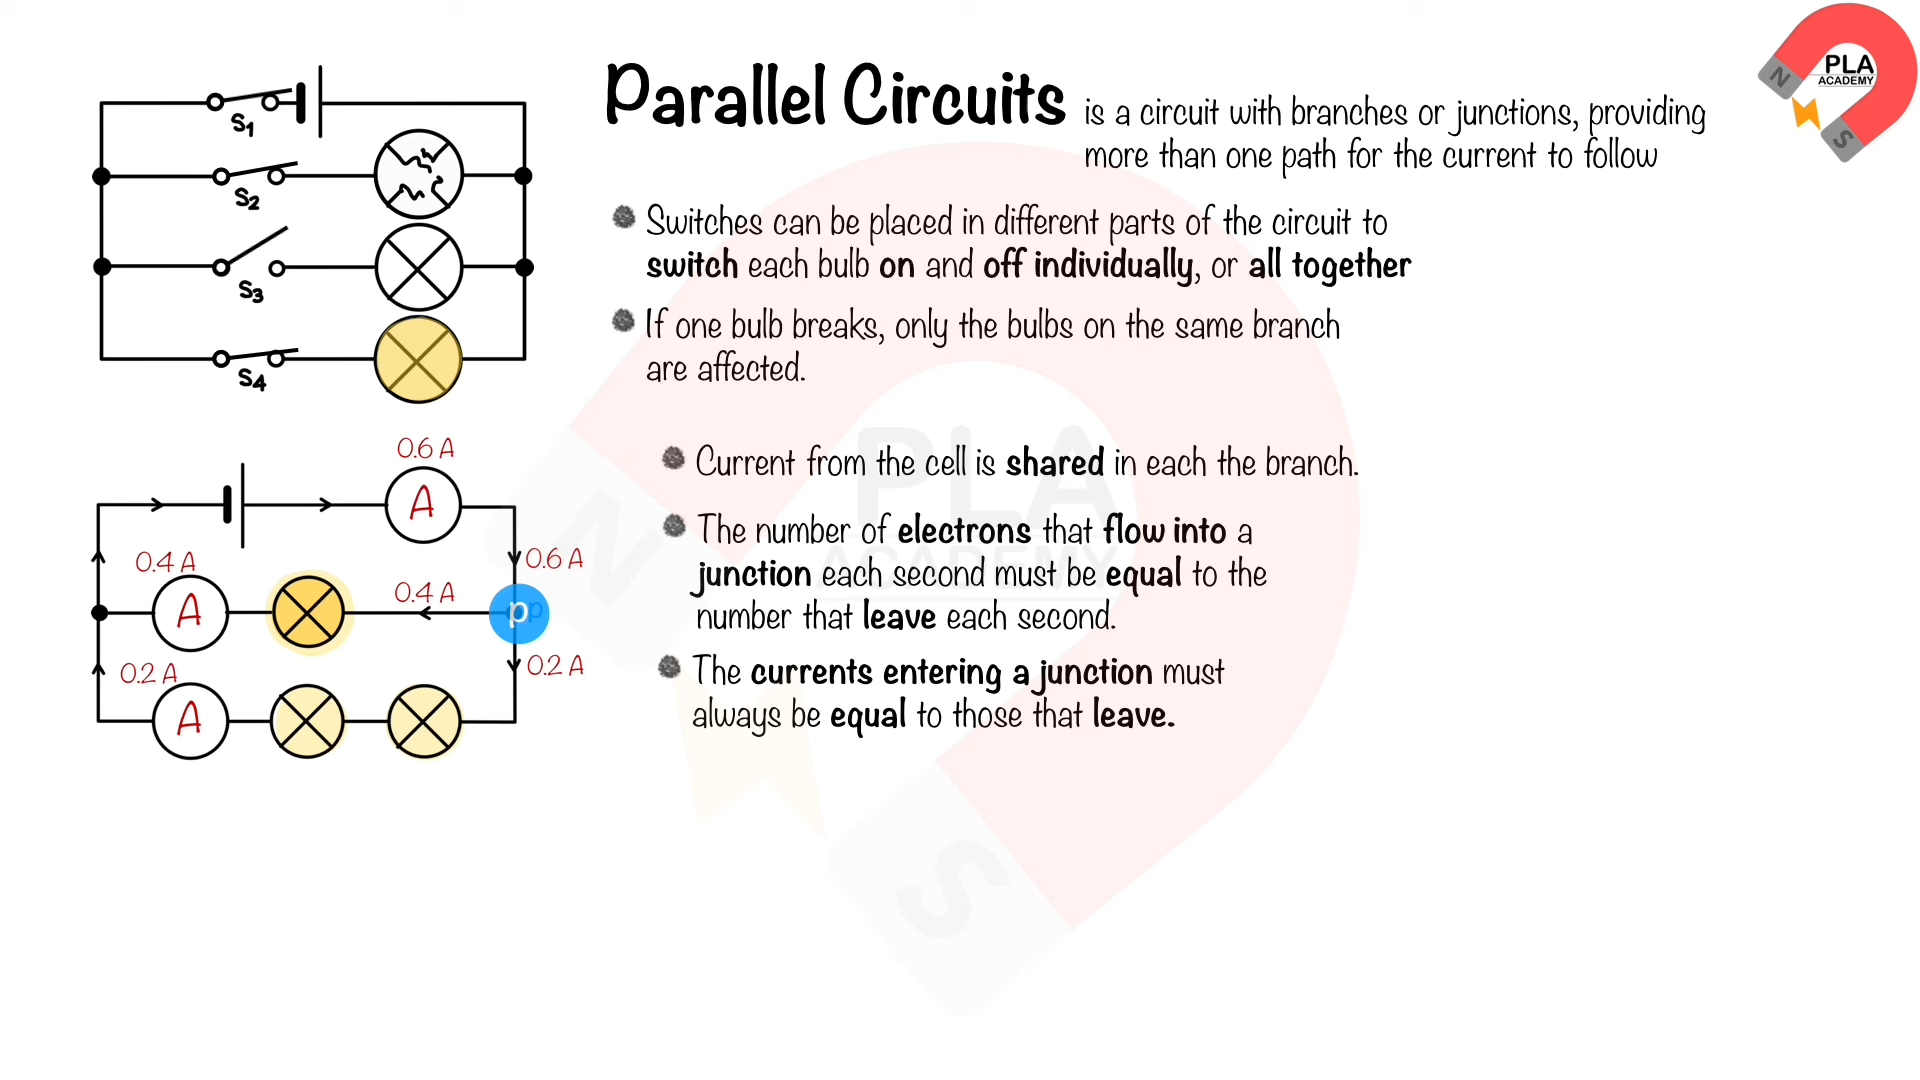 Parallel Circuits is a circuit with branches or junctions, providing
more than one path for the current to follow
Switches can be placed in different parts of the circuit to
switch each bulb on and off individually, or all together
If one bulb breaks, only the bulbs on the same branch
are affected.
Current from the cell is shared in each the branch.
The number of electrons that flow into a
junction each second must be equal to the
number that leave each second.
The currents entering a junction must
always be equal to those that leave.
S1
S2
S3
S4
0.6 A
A
0.6 A
0.4 A
A
0.4 A
p
p
0.2 A
A
0.2 A
N
PLA
ACADEMY
S
N
PLA
ACADEMY
S